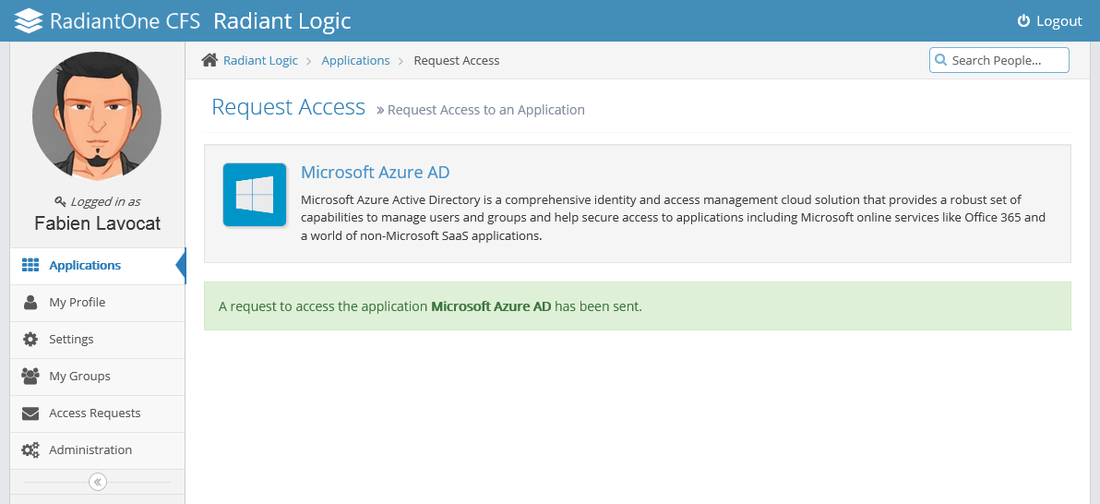 RadiantOne CFS Radiant Logic
Logout
Radiant Logic > Applications > Request Access
Search People...
Request Access » Request Access to an Application
Microsoft Azure AD
Microsoft Azure Active Directory is a comprehensive identity and access management cloud solution that provides a robust set of
capabilities to manage users and groups and help secure access to applications including Microsoft online services like Office 365 and
a world of non-Microsoft SaaS applications.
A request to access the application Microsoft Azure AD has been sent.
Logged in as
Fabien Lavocat
Applications
My Profile
Settings
My Groups
Access Requests
Administration